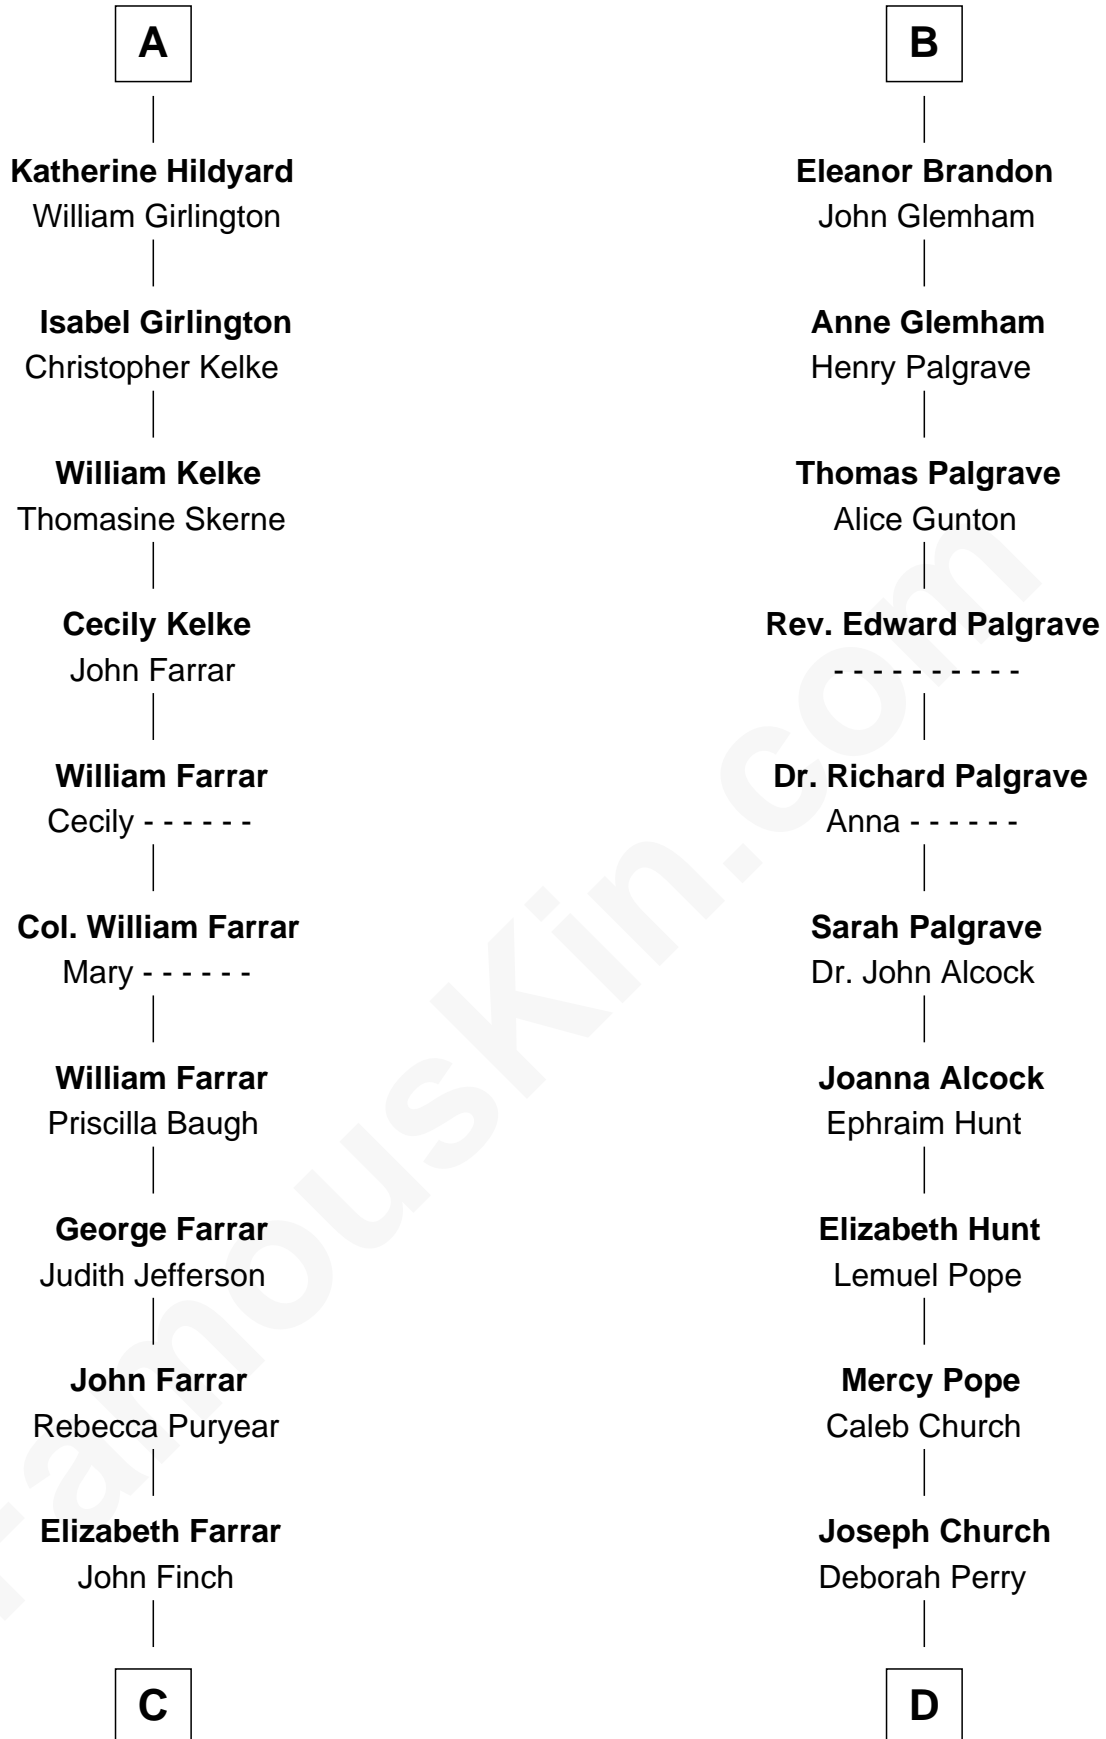 A
Katherine Hildyard
William Girlington
Isabel Girlington
Christopher Kelke
William Kelke
Thomasine Skerne
Cecily Kelke
John Farrar
William Farrar
Cecily - - - - - -
Col. William Farrar
Mary - - - - - -
William Farrar
Priscilla Baugh
George Farrar
Judith Jefferson
John Farrar
Rebecca Puryear
Elizabeth Farrar
John Finch
C
B
Eleanor Brandon
John Glemham
Anne Glemham
Henry Palgrave
Thomas Palgrave
Alice Gunton
Rev. Edward Palgrave
- - - - - - - - - -
Dr. Richard Palgrave
Anna - - - - - -
Sarah Palgrave
Dr. John Alcock
Joanna Alcock
Ephraim Hunt
Elizabeth Hunt
Lemuel Pope
Mercy Pope
Caleb Church
Joseph Church
Deborah Perry
D
FamousKin.com